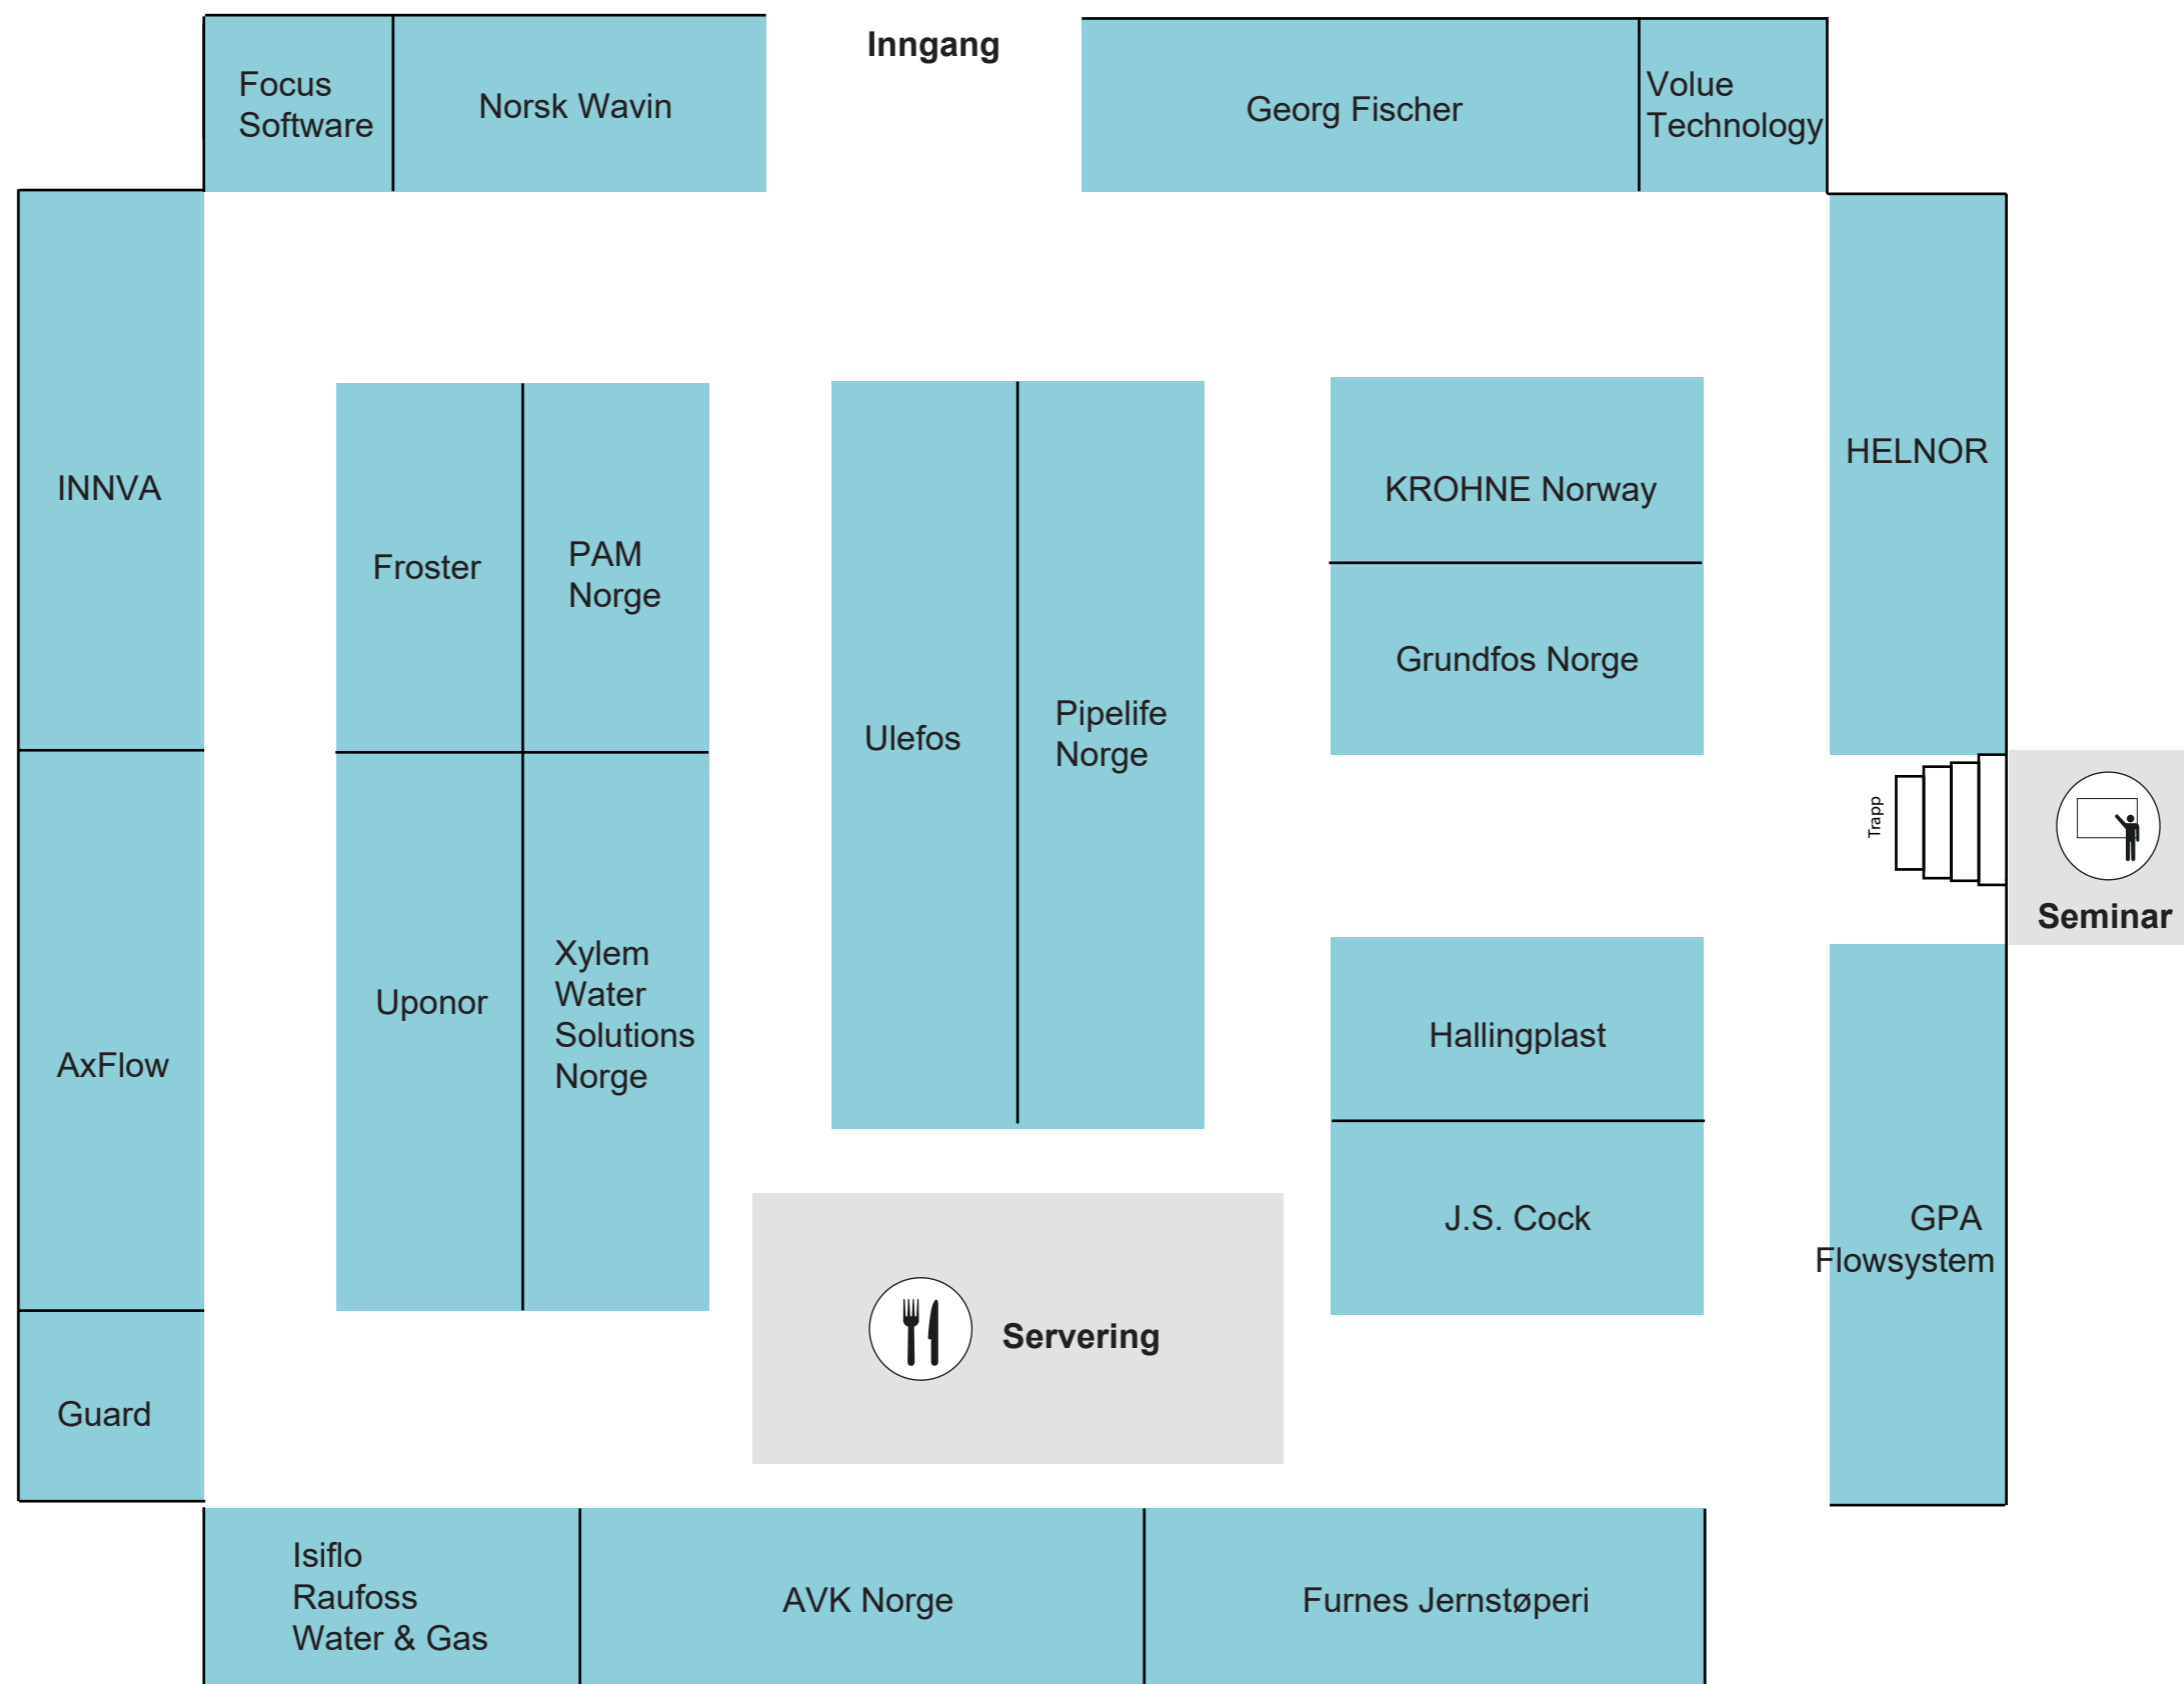 Inngang
Focus
Software
Norsk Wavin
Georg Fischer
Volue
Technology
INNVA
Froster
PAM
Norge
Ulefos
Pipelife
Norge
KROHNE Norway
Grundfos Norge
HELNOR
Trapp
Seminar
AxFlow
Uponor
Xylem
Water
Solutions
Norge
Hallingplast
J.S. Cock
GPA
Flowsystem
Servering
Guard
Isiflo
Raufoss
Water & Gas
AVK Norge
Furnes Jernstøperi